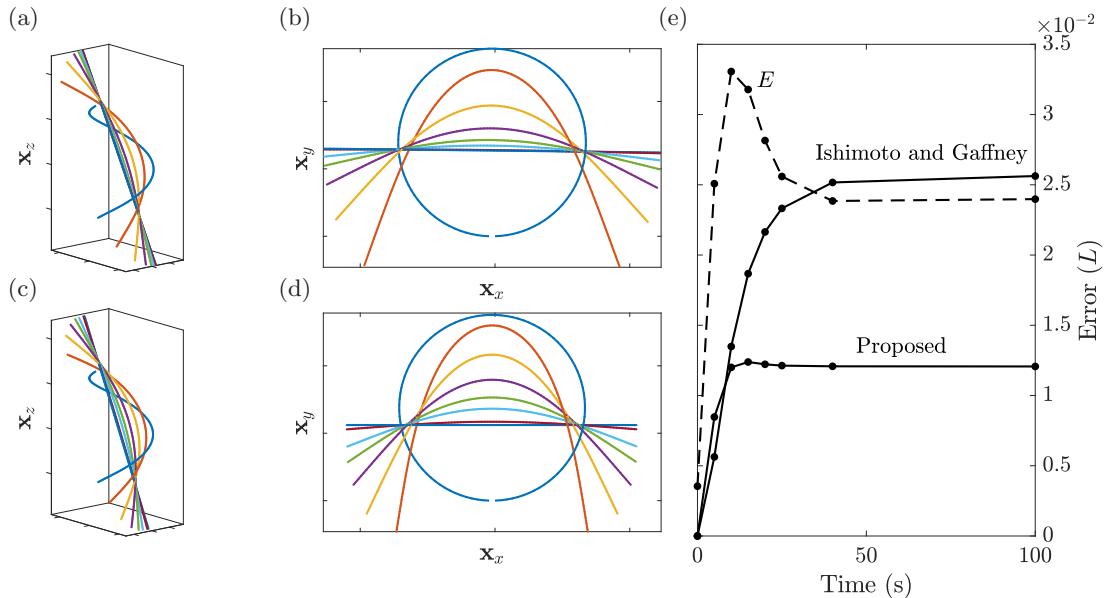 (a)
x_z
(b)
x_y
x_x
(c)
x_z
(d)
x_y
x_x
(e)
×10⁻²
3.5
3
2.5
2
1.5
1
0.5
0
Error (L)
E
Ishimoto and Gaffney
Proposed
0
50
100
Time (s)